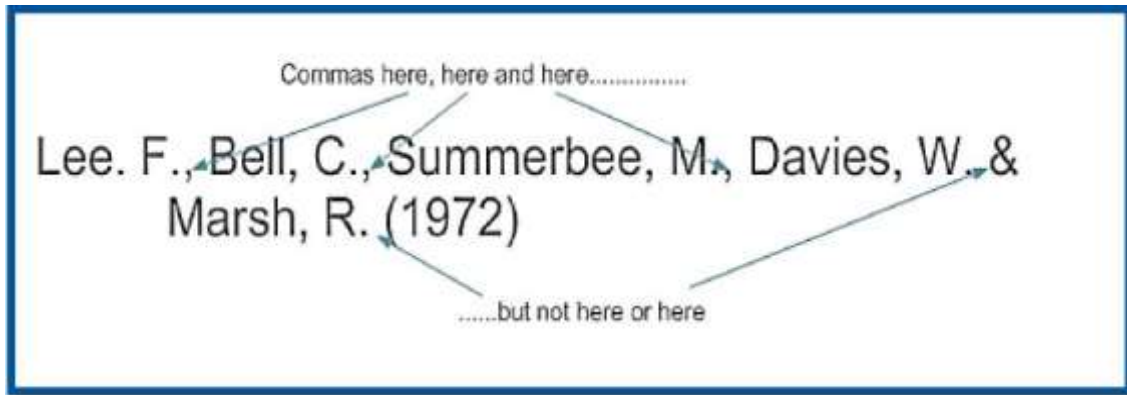 Commas here, here and here...............
Lee. F., Bell, C., Summerbee, M., Davies, W. &
Marsh, R. (1972)
......but not here or here